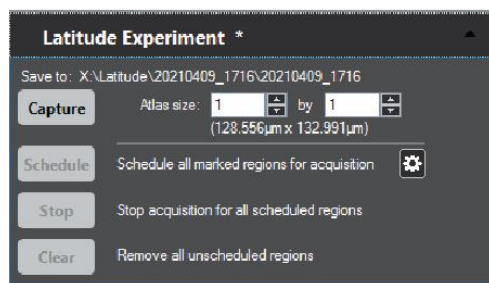 Latitude Experiment *
Save to: X:\Latitude\20210409_1716\20210409_1716
Capture Atlas size: 1 by 1
(128.556µm x 132.991µm)
Schedule Schedule all marked regions for acquisition
Stop Stop acquisition for all scheduled regions
Clear Remove all unscheduled regions